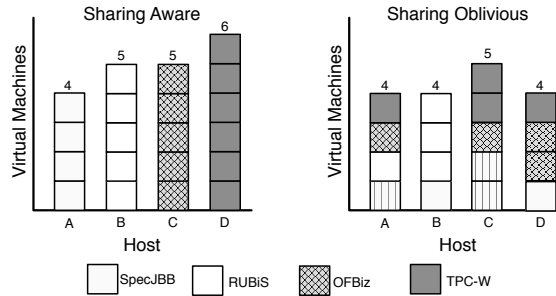 Sharing Aware
Sharing Oblivious
Virtual Machines
4
5
5
6
A
B
C
D
Host
Virtual Machines
4
4
5
4
A
B
C
D
Host
SpecJBB
RUBiS
OFBiz
TPC-W